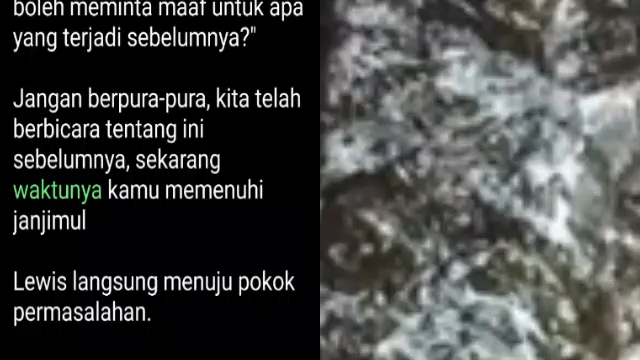 boleh meminta maaf untuk apa
yang terjadi sebelumnya?"
Jangan berpura-pura, kita telah
berbicara tentang ini
sebelumnya, sekarang
waktunya kamu memenuhi
janjimul
Lewis langsung menuju pokok
permasalahan.